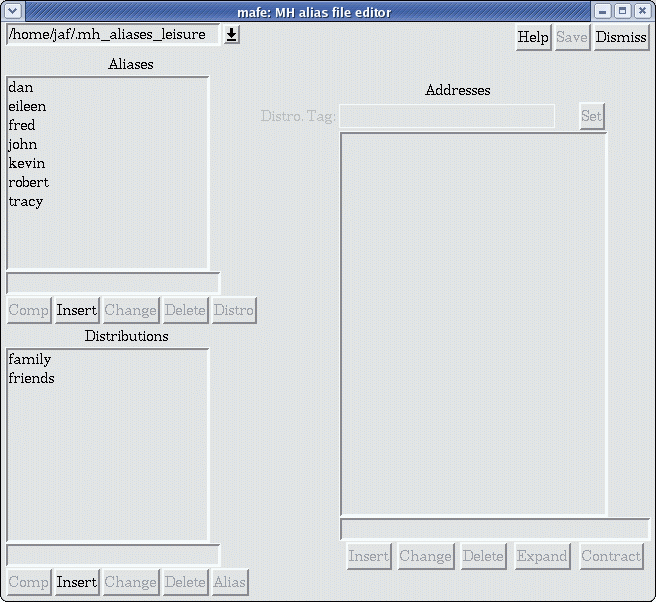 mafe: MH alias file editor
/home/jaf/.mh_aliases_leisure
Help Save Dismiss
Aliases
dan
eileen
fred
john
kevin
robert
tracy
Comp Insert Change Delete Distro
Distributions
family
friends
Comp Insert Change Delete Alias
Addresses
Distro. Tag: Set
Insert Change Delete Expand Contract